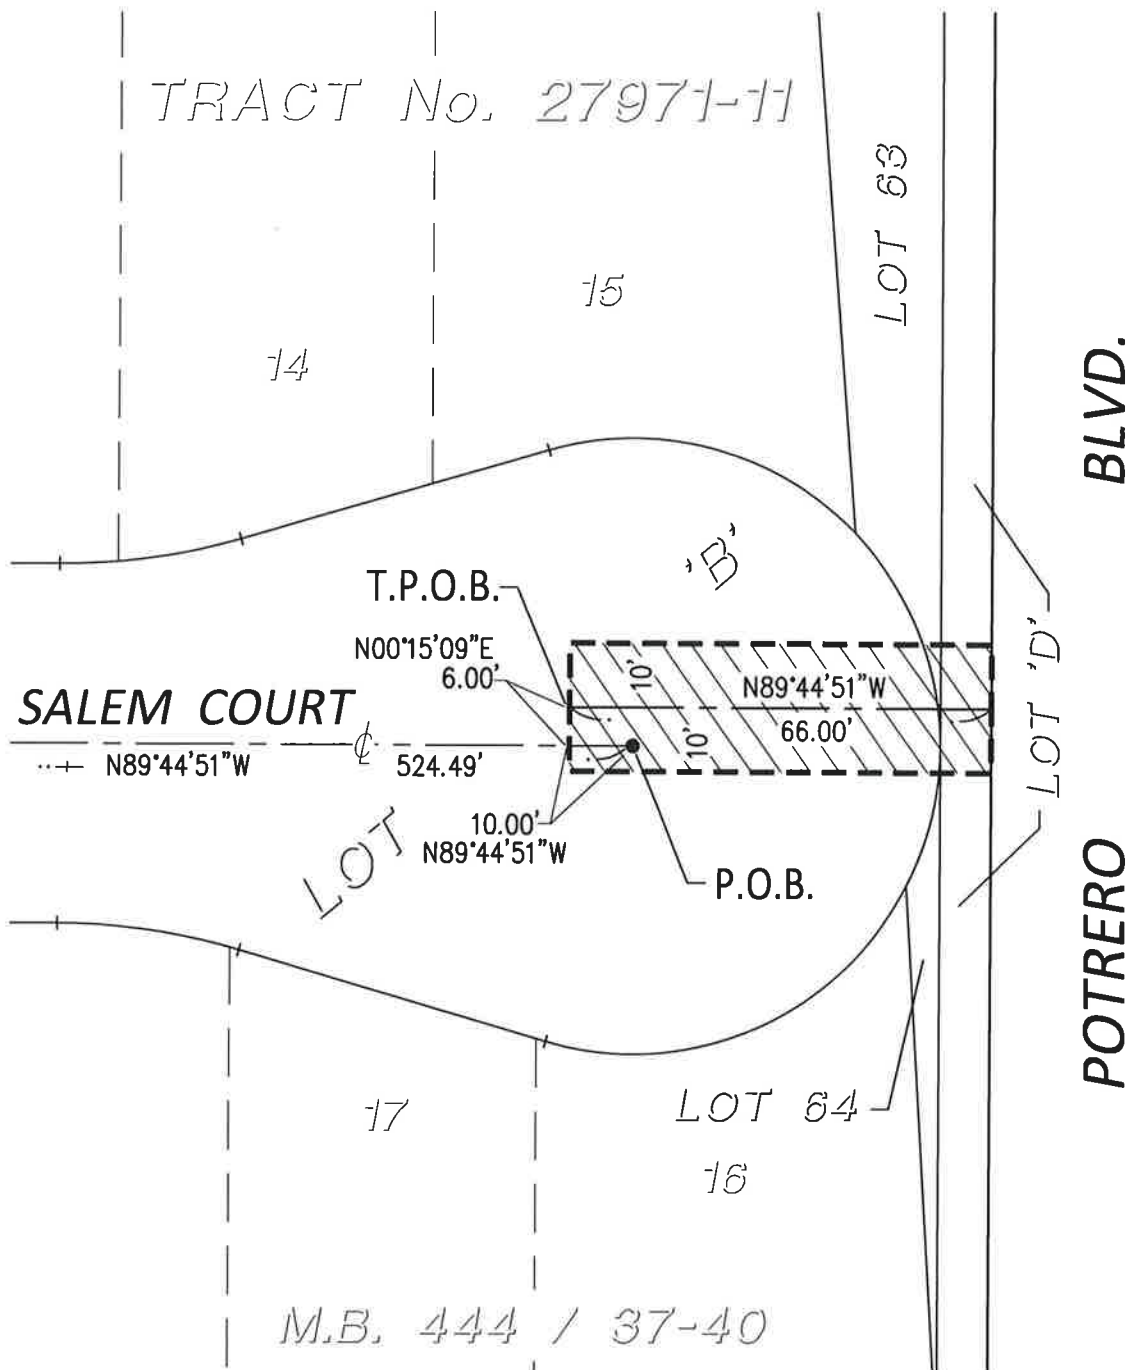 TRACT No. 27971-11
LOT 63
15
14
BLVD.
'B'
T.P.O.B.
N00°15'09"E
6.00'
10'
N89°44'51"W
SALEM COURT
66.00'
10'
LOT 'D'
℄
N89°44'51"W
524.49'
10.00'
N89°44'51"W
LOT
P.O.B.
POTRERO
LOT 64
17
16
M.B. 444 / 37-40